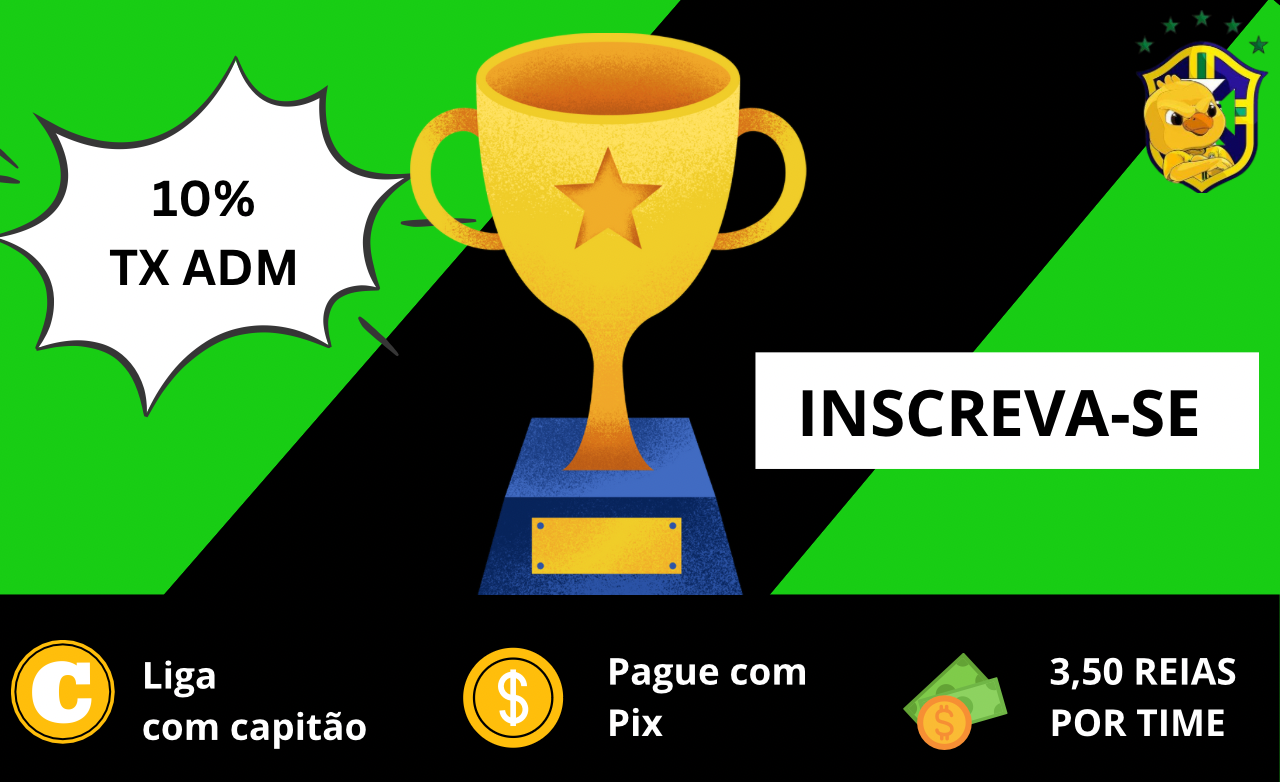 10%
TX ADM
INSCREVA-SE
C
Liga
com capitão
$
Pague com
Pix
$
3,50 REIAS
POR TIME